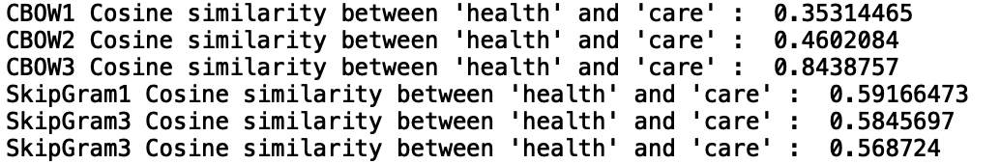 CBOW1 Cosine similarity between 'health' and 'care' :  0.35314465
CBOW2 Cosine similarity between 'health' and 'care' :  0.4602084
CBOW3 Cosine similarity between 'health' and 'care' :  0.8438757
SkipGram1 Cosine similarity between 'health' and 'care' :  0.59166473
SkipGram3 Cosine similarity between 'health' and 'care' :  0.5845697
SkipGram3 Cosine similarity between 'health' and 'care' :  0.568724